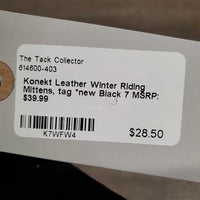 The Tack Collector
614600-403
Konekt Leather Winter Riding
Mittens, tag *new Black 7 MSRP:
$39.99
K7WFW4
$28.50